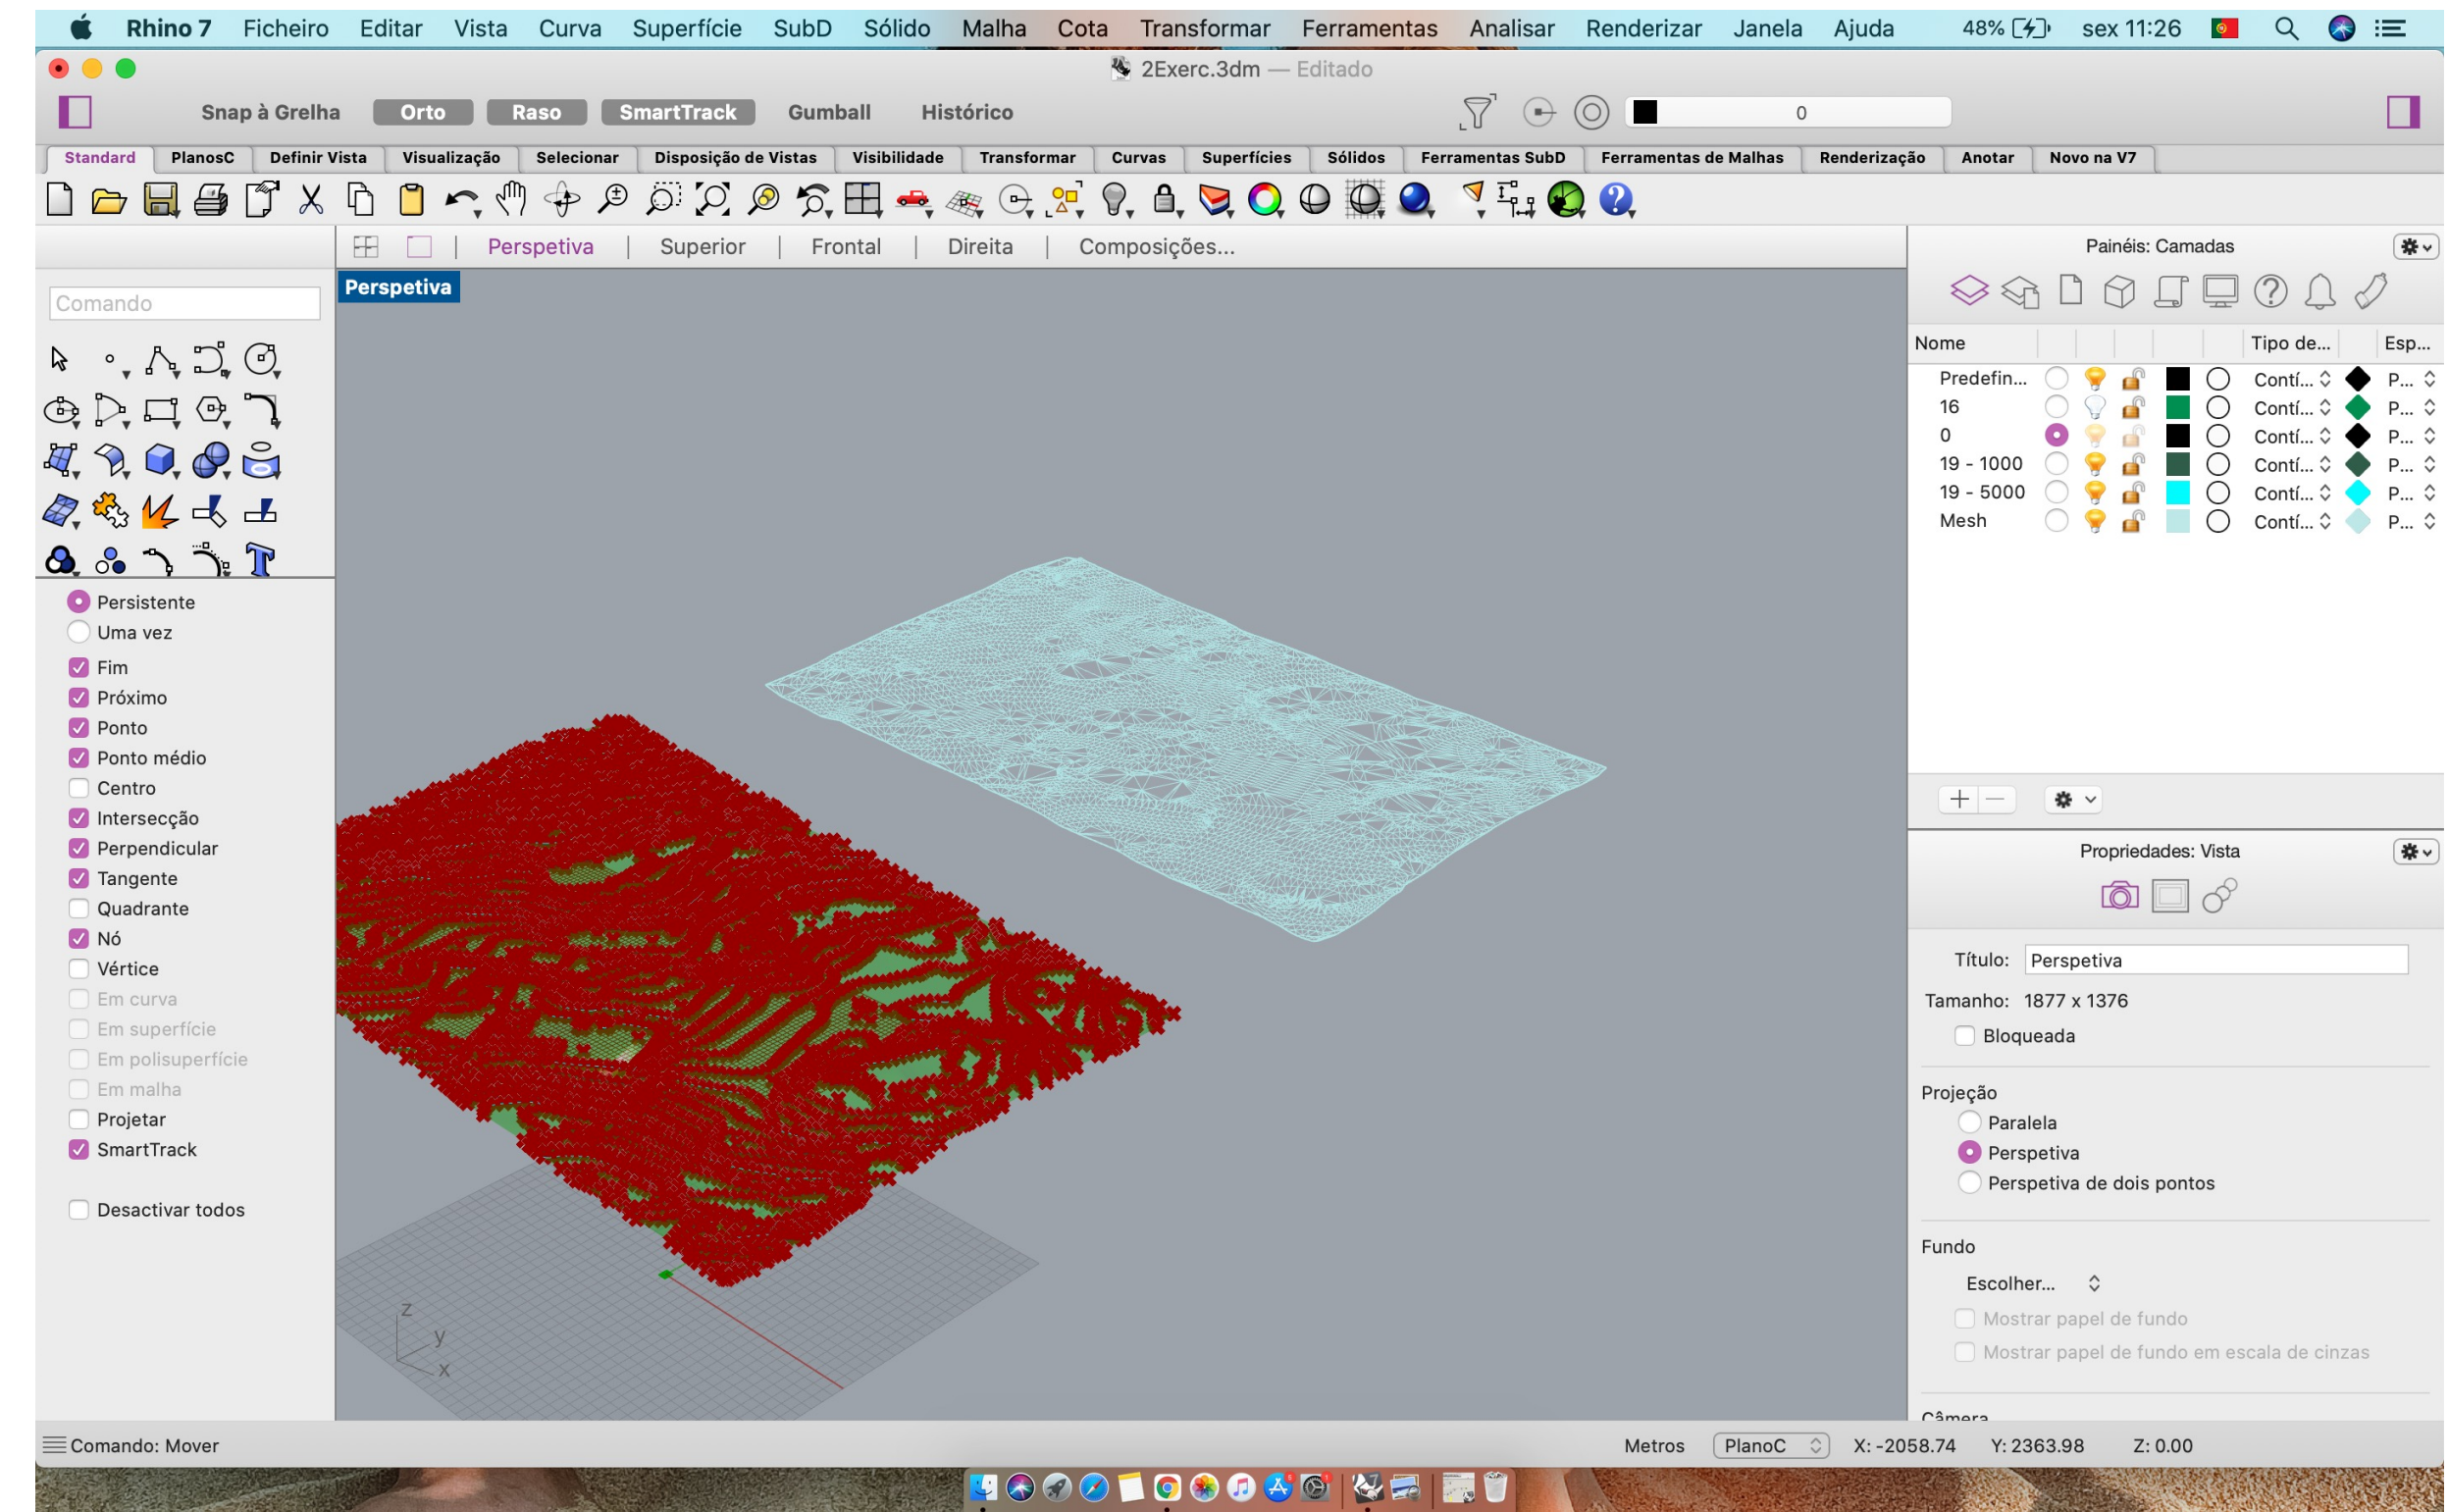 Rhino 7 Ficheiro Editar Vista Curva Superfície SubD Sólido Malha Cota Transformar Ferramentas Analisar Renderizar Janela Ajuda 48% sex 11:26
2Exerc.3dm — Editado
Snap à Grelha Orto Raso SmartTrack Gumball Histórico 0
Standard PlanosC Definir Vista Visualização Selecionar Disposição de Vistas Visibilidade Transformar Curvas Superfícies Sólidos Ferramentas SubD Ferramentas de Malhas Renderização Anotar Novo na V7
Perspetiva | Superior | Frontal | Direita | Composições...
Perspetiva
Comando
Persistente
Uma vez
Fim
Próximo
Ponto
Ponto médio
Centro
Intersecção
Perpendicular
Tangente
Quadrante
Nó
Vértice
Em curva
Em superfície
Em polisuperfície
Em malha
Projetar
SmartTrack
Desactivar todos
z
y
x
Painéis: Camadas
Nome Tipo de... Esp...
Predefin... Contí... P...
16 Contí... P...
0 Contí... P...
19 - 1000 Contí... P...
19 - 5000 Contí... P...
Mesh Contí... P...
Propriedades: Vista
Título: Perspetiva
Tamanho: 1877 x 1376
Bloqueada
Projeção
Paralela
Perspetiva
Perspetiva de dois pontos
Fundo
Escolher...
Mostrar papel de fundo
Mostrar papel de fundo em escala de cinzas
Câmera
Comando: Mover Metros PlanoC X: -2058.74 Y: 2363.98 Z: 0.00